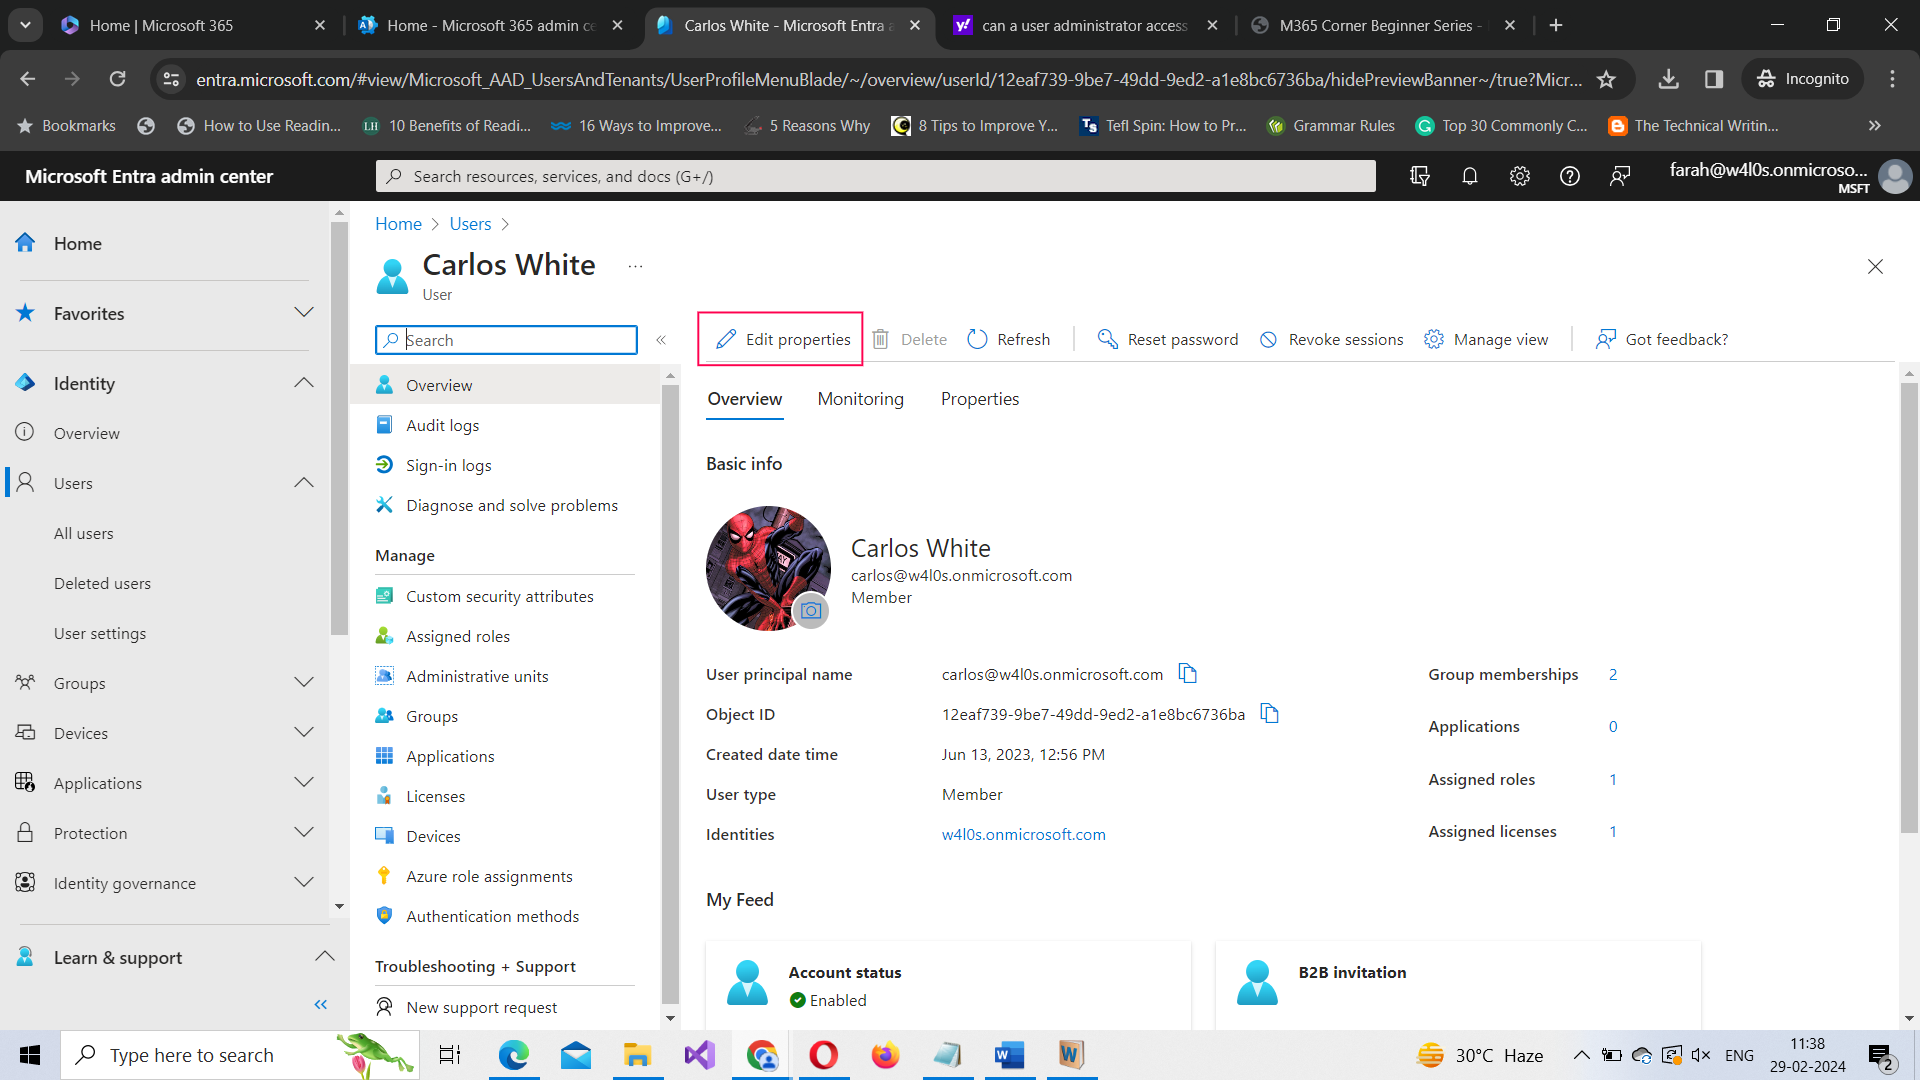 Home | Microsoft 365
Home - Microsoft 365 admin ce
Carlos White - Microsoft Entra a
can a user administrator access
M365 Corner Beginner Series -
entra.microsoft.com/#view/Microsoft_AAD_UsersAndTenants/UserProfileMenuBlade/~/overview/userId/12eaf739-9be7-49dd-9ed2-a1e8bc6736ba/hidePreviewBanner~/true?Micr...
Incognito
Bookmarks
How to Use Readin...
LH 10 Benefits of Readi...
16 Ways to Improve...
5 Reasons Why
8 Tips to Improve Y...
Ts Tefl Spin: How to Pr...
Grammar Rules
Top 30 Commonly C...
The Technical Writin...
Microsoft Entra admin center
Search resources, services, and docs (G+/)
farah@w4l0s.onmicroso...
MSFT
Home
Favorites
Identity
Overview
Users
All users
Deleted users
User settings
Groups
Devices
Applications
Protection
Identity governance
Learn & support
Home > Users >
Carlos White ...
User
Search
Overview
Audit logs
Sign-in logs
Diagnose and solve problems
Manage
Custom security attributes
Assigned roles
Administrative units
Groups
Applications
Licenses
Devices
Azure role assignments
Authentication methods
Troubleshooting + Support
New support request
Edit properties
Delete
Refresh
Reset password
Revoke sessions
Manage view
Got feedback?
Overview
Monitoring
Properties
Basic info
Carlos White
carlos@w4l0s.onmicrosoft.com
Member
User principal name carlos@w4l0s.onmicrosoft.com
Object ID 12eaf739-9be7-49dd-9ed2-a1e8bc6736ba
Created date time Jun 13, 2023, 12:56 PM
User type Member
Identities w4l0s.onmicrosoft.com
Group memberships 2
Applications 0
Assigned roles 1
Assigned licenses 1
My Feed
Account status
Enabled
B2B invitation
Type here to search
30°C Haze
ENG
11:38
29-02-2024
2